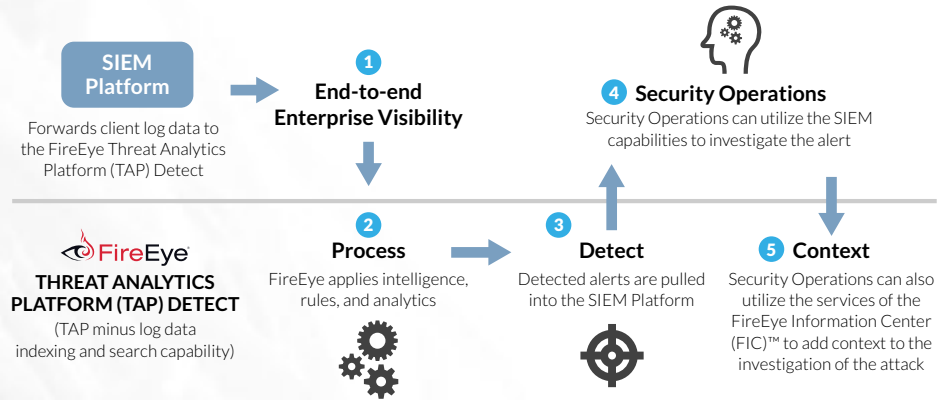 SIEM
Platform
Forwards client log data to
the FireEye Threat Analytics
Platform (TAP) Detect
1
End-to-end
Enterprise Visibility
4 Security Operations
Security Operations can utilize the SIEM
capabilities to investigate the alert
FireEye®
THREAT ANALYTICS
PLATFORM (TAP) DETECT
(TAP minus log data
indexing and search capability)
2
Process
FireEye applies intelligence,
rules, and analytics
3
Detect
Detected alerts are pulled
into the SIEM Platform
5 Context
Security Operations can also
utilize the services of the
FireEye Information Center
(FIC)™ to add context to the
investigation of the attack